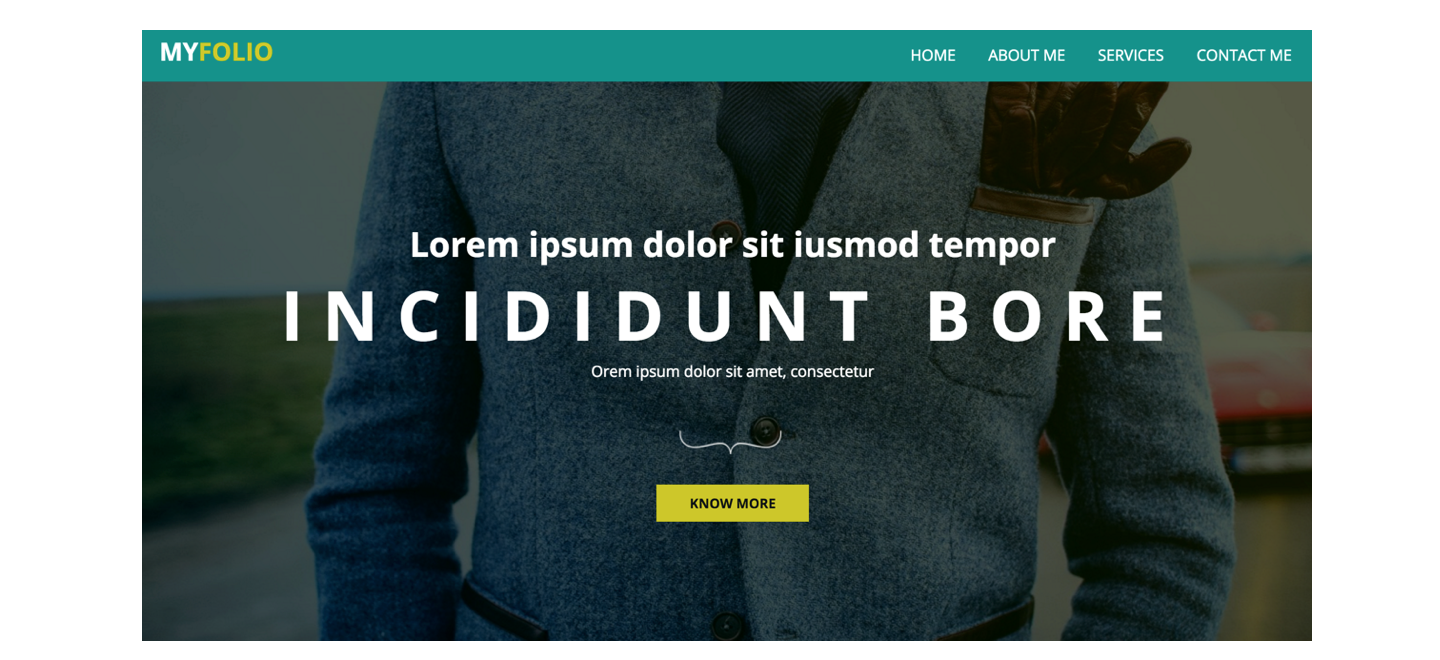 MYFOLIO
HOME ABOUT ME SERVICES CONTACT ME
Lorem ipsum dolor sit iusmod tempor
INCIDIDUNT BORE
Orem ipsum dolor sit amet, consectetur
KNOW MORE